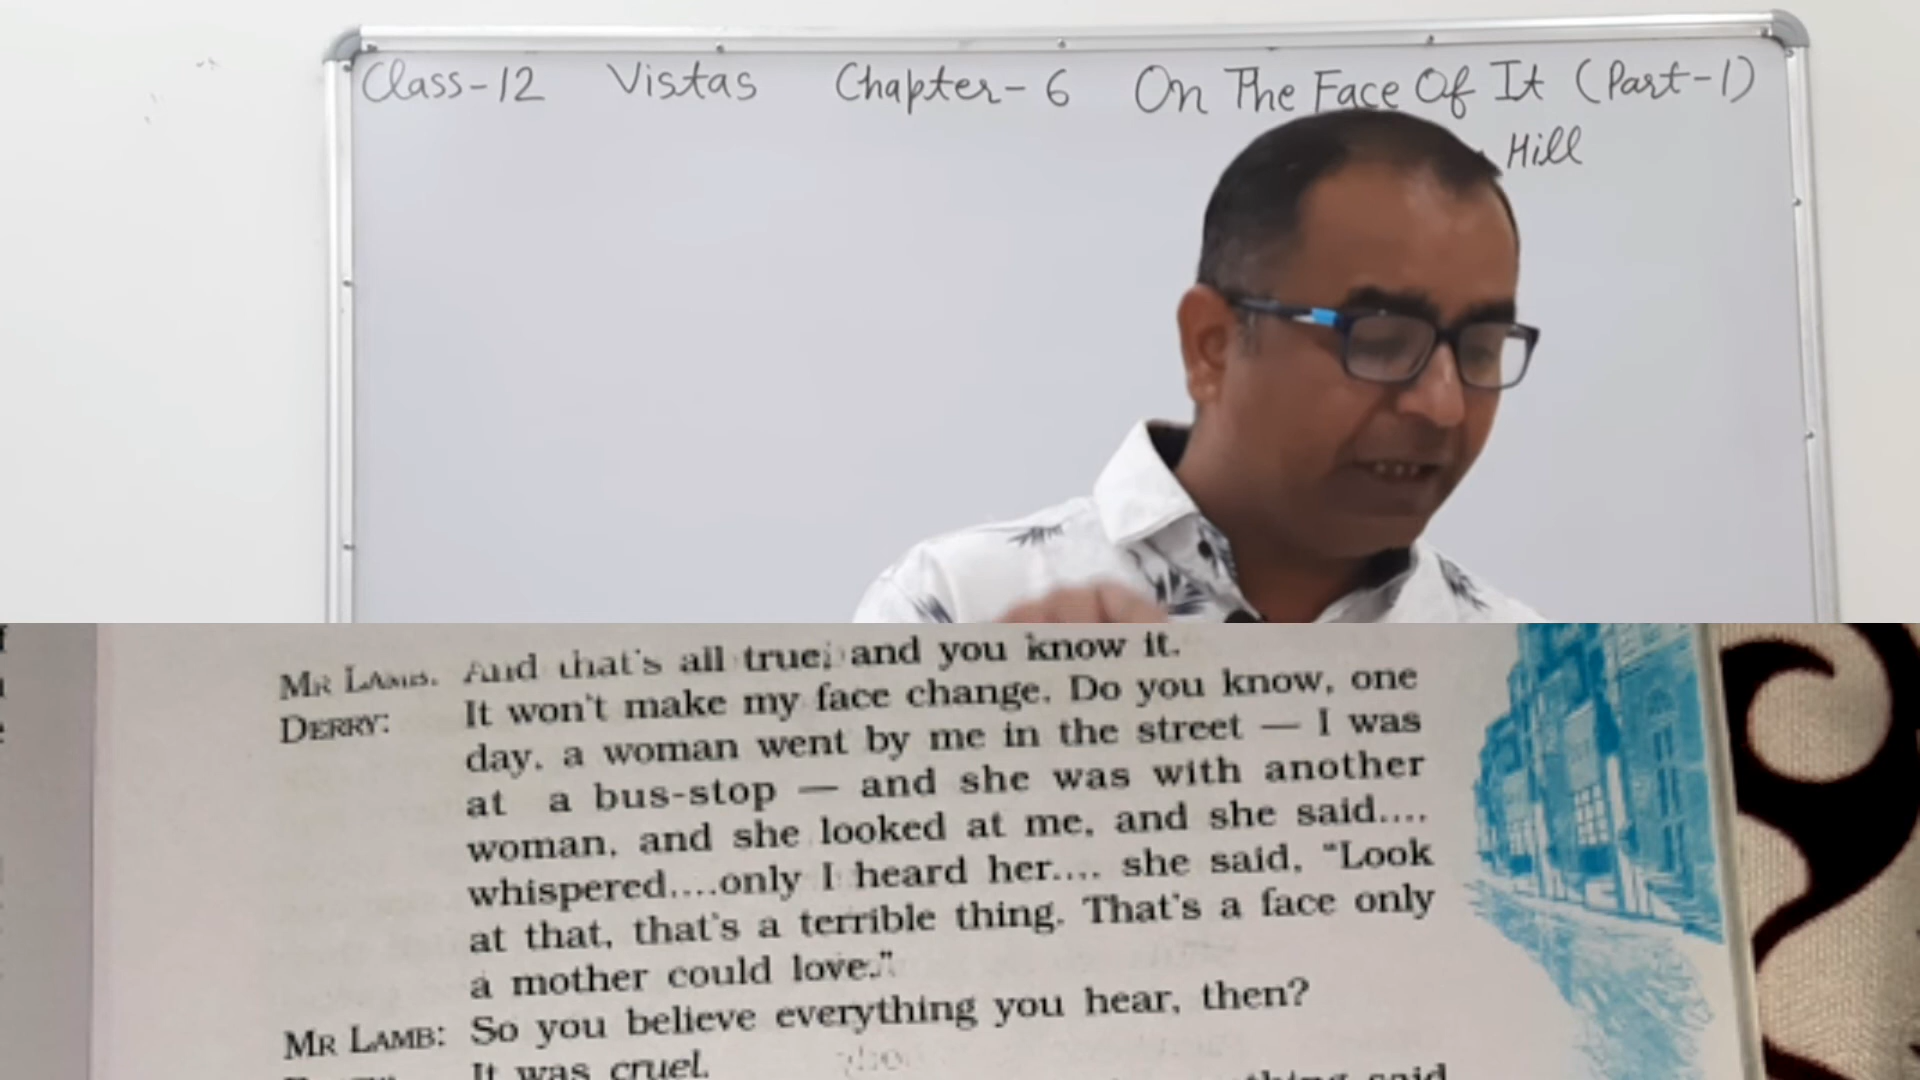 Class-12 Vistas Chapter-6 On The Face Of It (Part-1)
Hill
MR LAMB: And that's all true, and you know it.
DERRY: It won't make my face change. Do you know, one
day, a woman went by me in the street — I was
at a bus-stop — and she was with another
woman, and she looked at me, and she said....
whispered....only I heard her.... she said, "Look
at that, that's a terrible thing. That's a face only
a mother could love."
MR LAMB: So you believe everything you hear, then?
It was cruel.
said